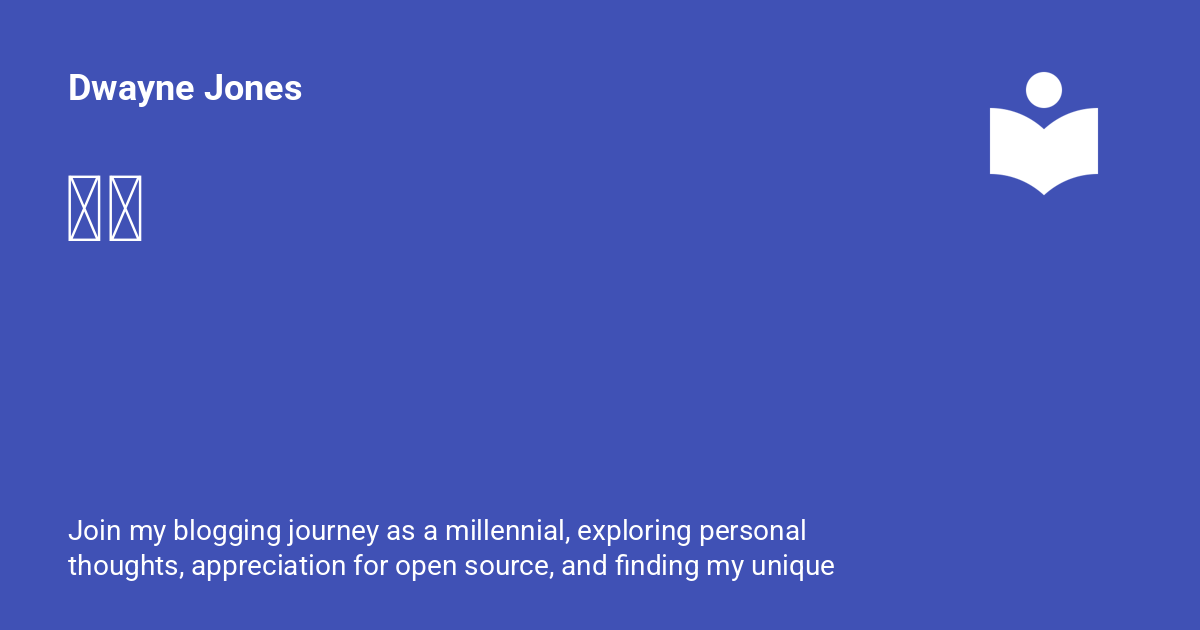 Dwayne Jones
Join my blogging journey as a millennial, exploring personal
thoughts, appreciation for open source, and finding my unique